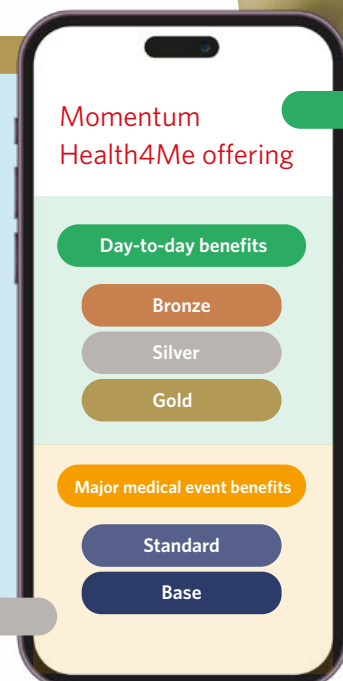 Momentum
Health4Me offering
Day-to-day benefits
Bronze
Silver
Gold
Major medical event benefits
Standard
Base